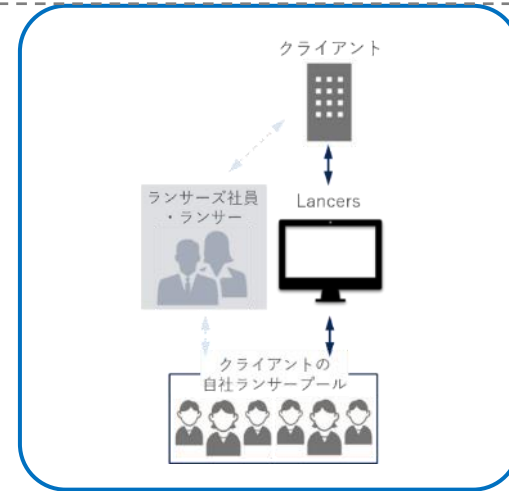 クライアント
ランサーズ社員
・ランサー
Lancers
クライアントの
自社ランサープール